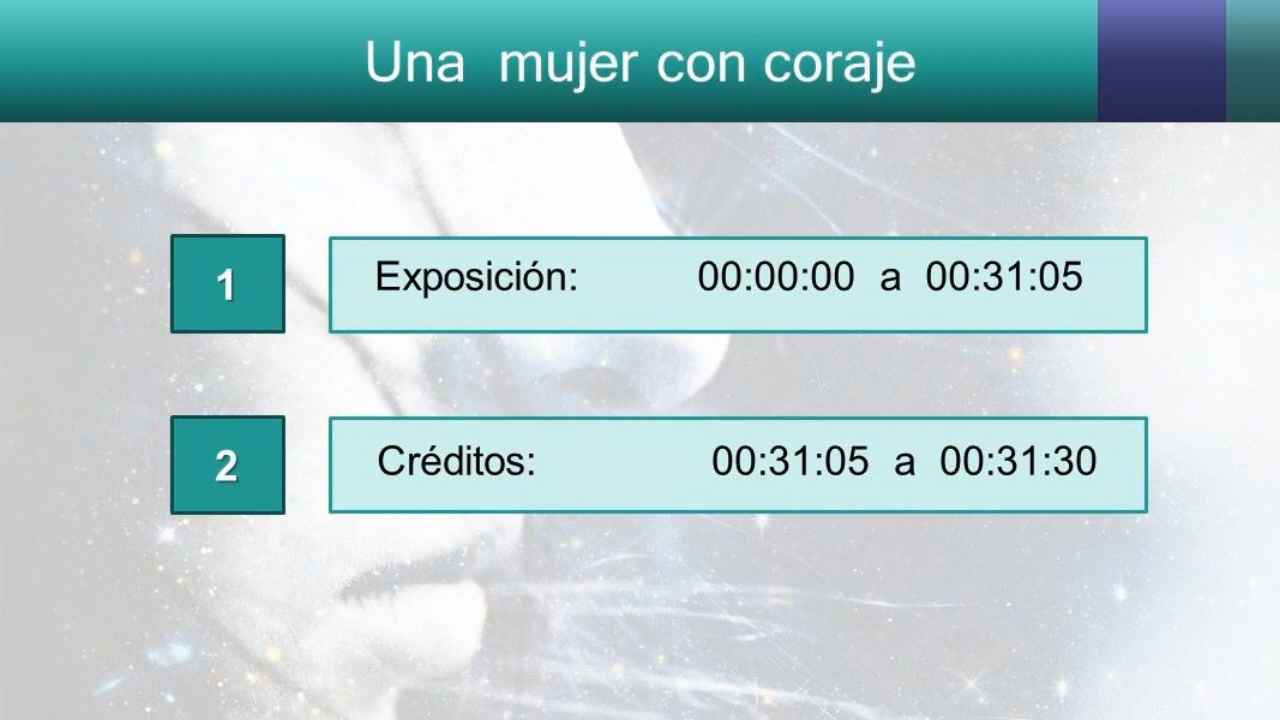 Una mujer con coraje
1
Exposición: 00:00:00 a 00:31:05
2
Créditos: 00:31:05 a 00:31:30